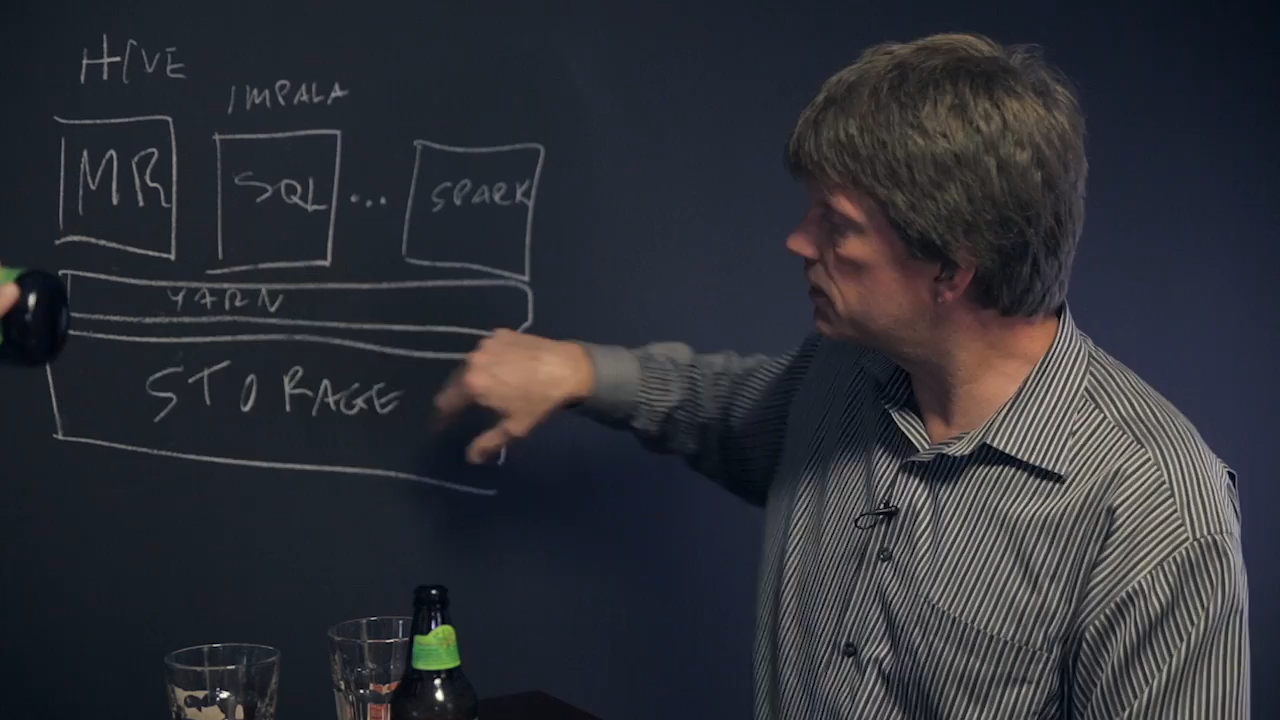 HIVE
IMPALA
MR
SQL ... SPARK
YARN
STORAGE